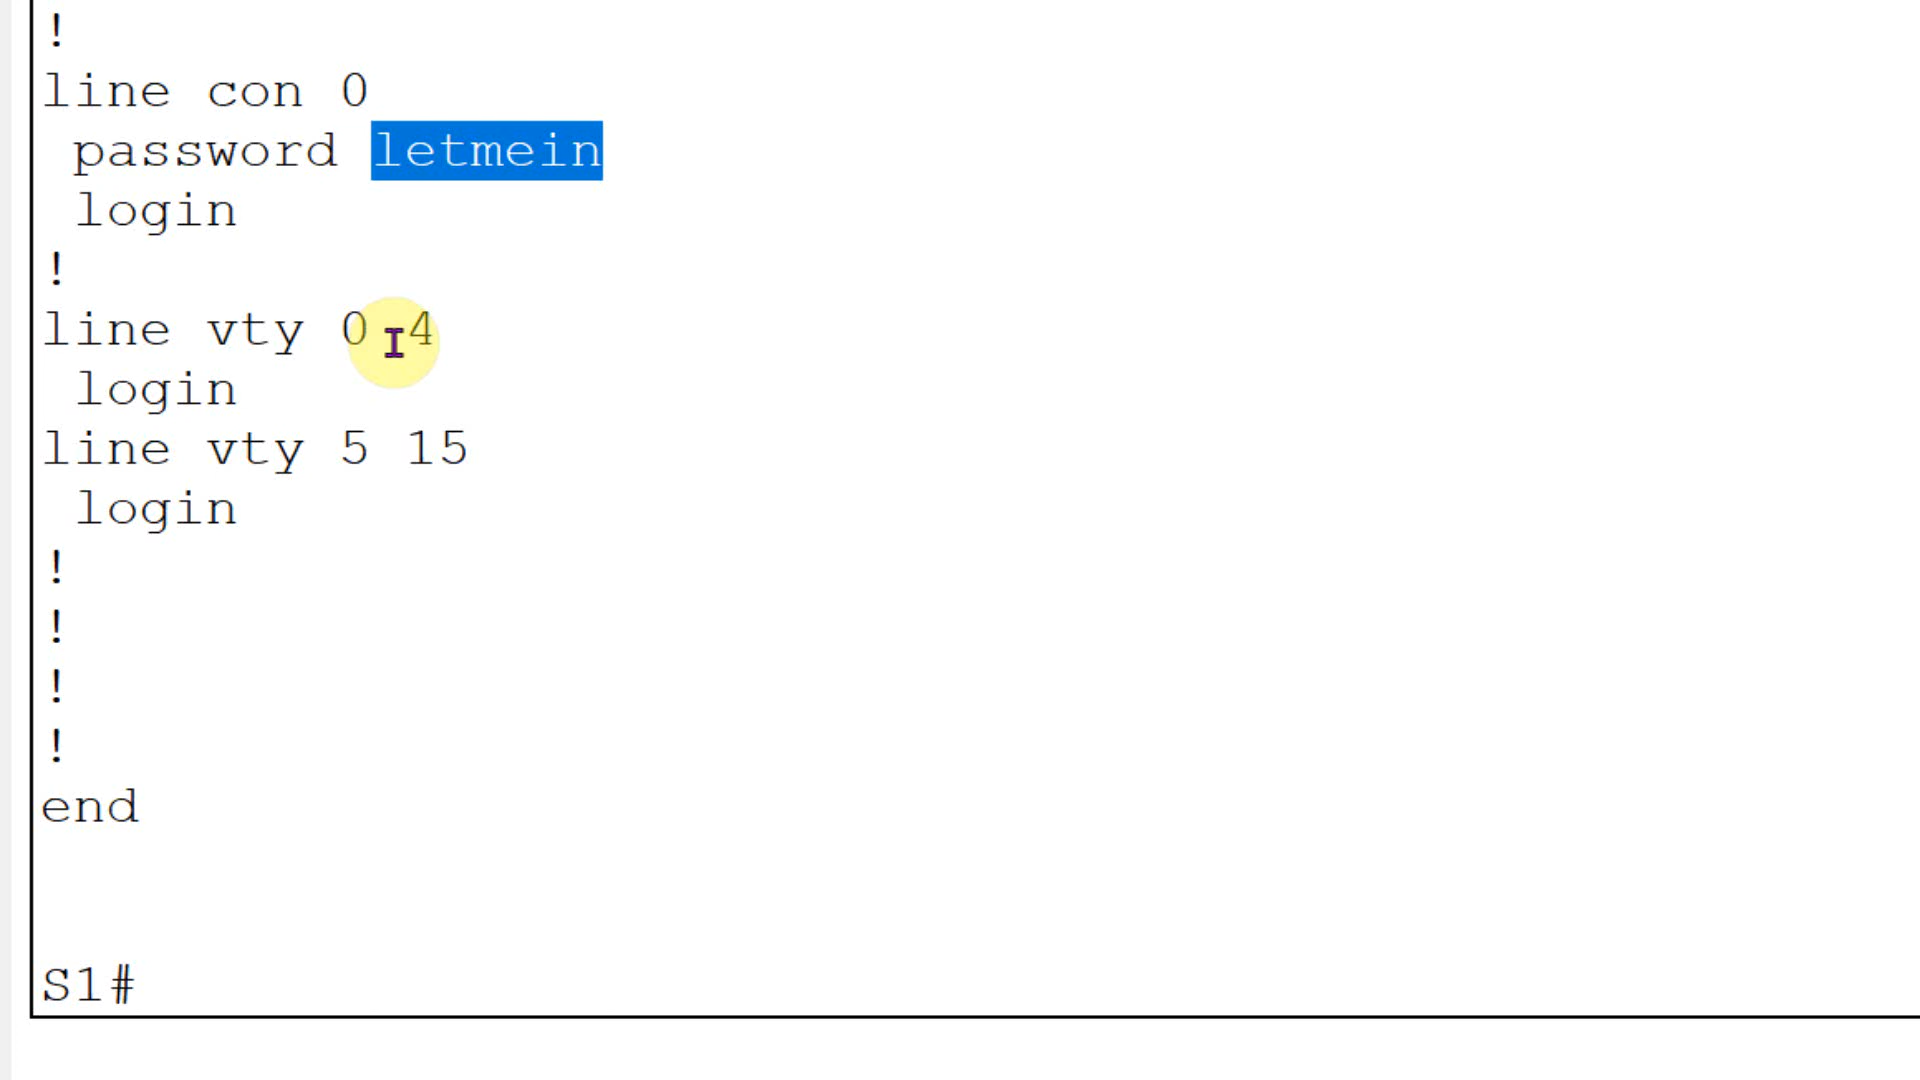 !
line con 0
 password letmein
 login
!
line vty 0 4
 login
line vty 5 15
 login
!
!
!
!
end
S1#